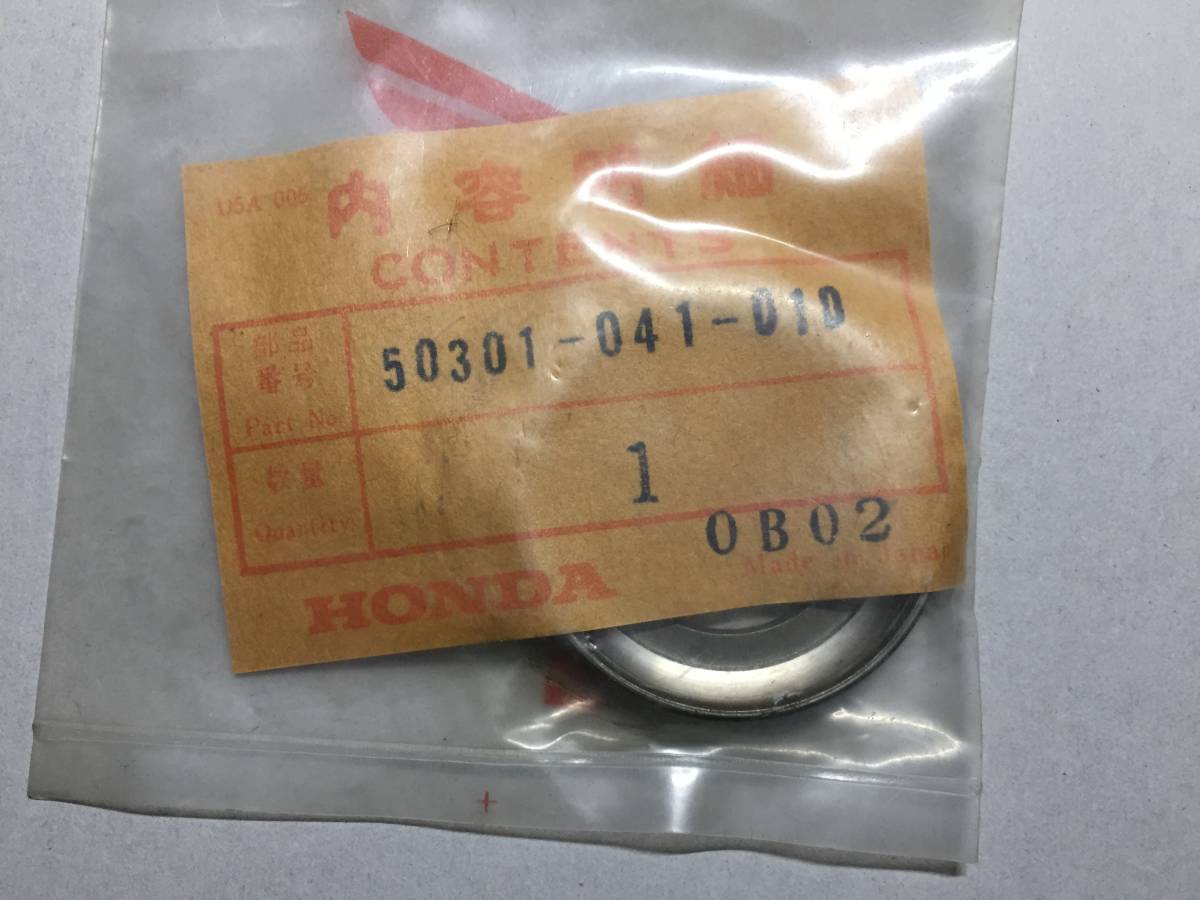 U5A 005
内容明細
CONTENTS
部品
番号
Part No
50301-041-010
数量
Quantity
1
0B02
HONDA
Made in Japan